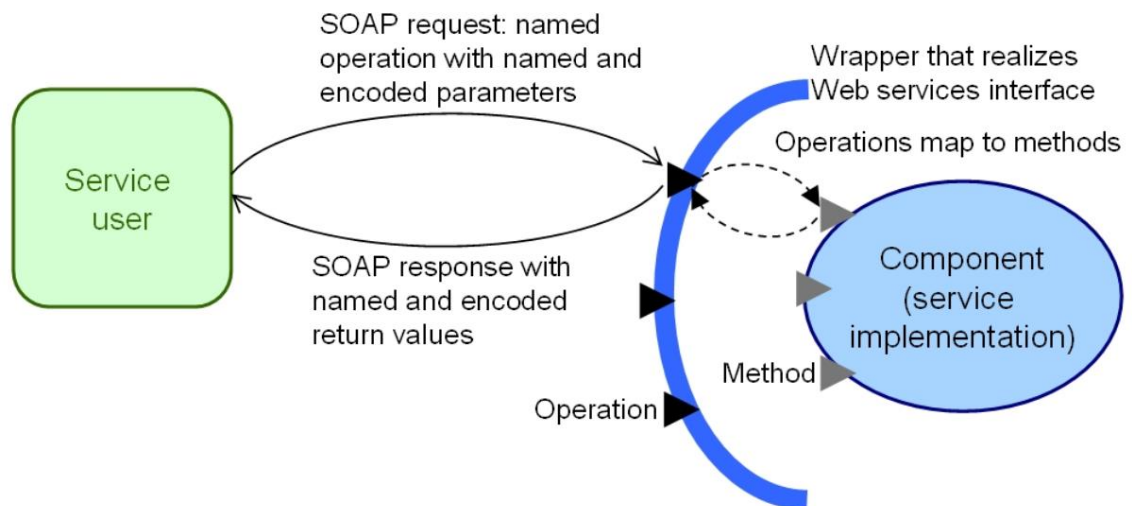 SOAP request: named
operation with named and
encoded parameters
Wrapper that realizes
Web services interface
Operations map to methods
Service
user
Component
(service
implementation)
SOAP response with
named and encoded
return values
Method
Operation